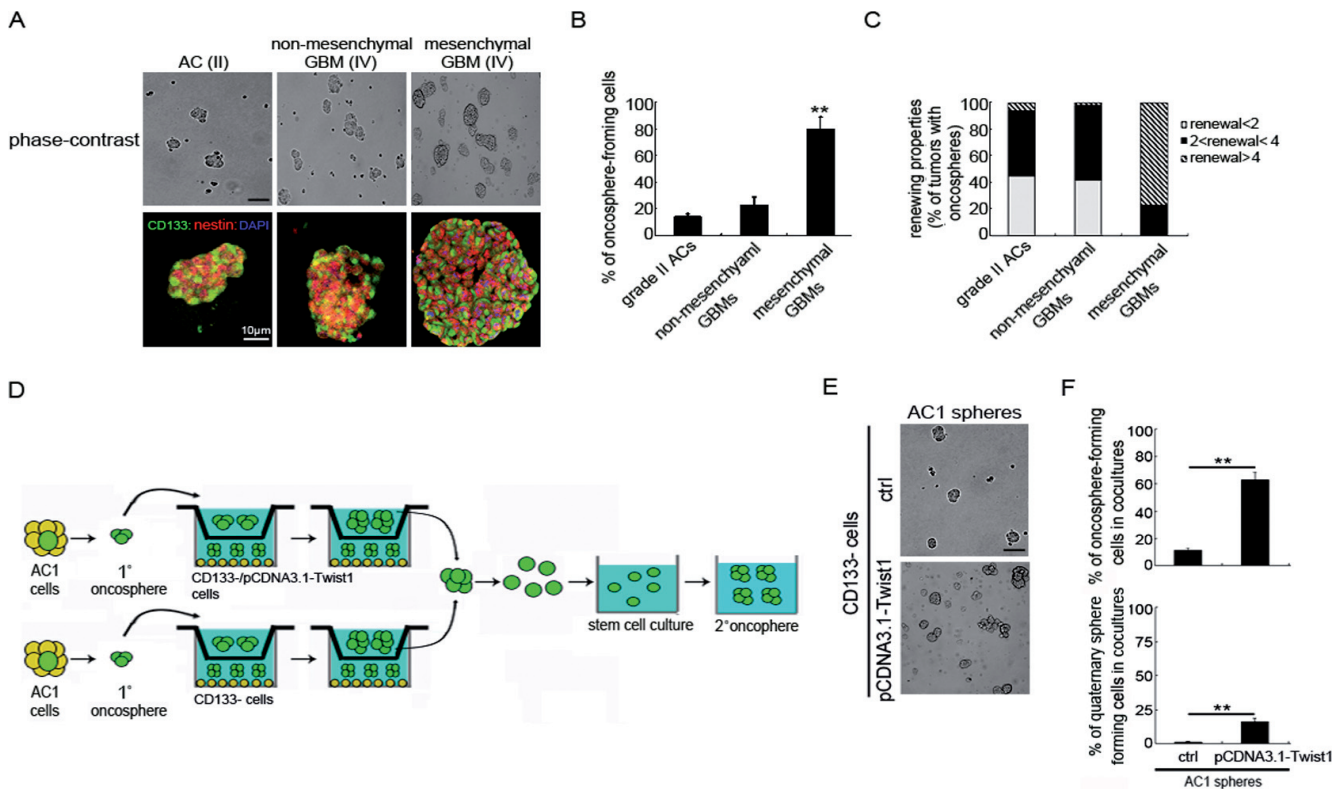 A
AC (II)
non-mesenchymal
GBM (IV)
mesenchymal
GBM (IV)
phase-contrast
CD133: nestin: DAPI
10µm
B
% of oncosphere-froming cells
100
80
60
40
20
0
**
grade II ACs
non-mesenchyaml
GBMs
mesenchymal
GBMs
C
renewing properties
(% of tumors with
oncospheres)
100
80
60
40
20
0
renewal<2
2<renewal< 4
renewal>4
grade II ACs
non-mesenchyaml
GBMs
mesenchymal
GBMs
D
AC1
cells
1°
oncosphere
CD133-/pCDNA3.1-Twist1
cells
AC1
cells
1°
oncosphere
CD133- cells
stem cell culture
2°oncophere
E
AC1 spheres
CD133- cells
ctrl
pCDNA3.1-Twist1
F
% of oncosphere-forming
cells in cocultures
100
80
60
40
20
0
**
% of quaternary sphere
forming cells in cocultures
100
75
50
25
0
**
ctrl
pCDNA3.1-Twist1
AC1 spheres